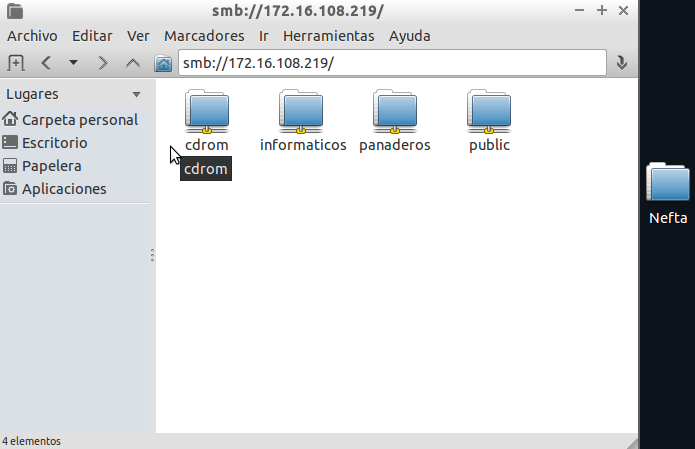 smb://172.16.108.219/
Archivo Editar Ver Marcadores Ir Herramientas Ayuda
smb://172.16.108.219/
Lugares
Carpeta personal
Escritorio
Papelera
Aplicaciones
cdrom informaticos panaderos public
cdrom
Nefta
4 elementos